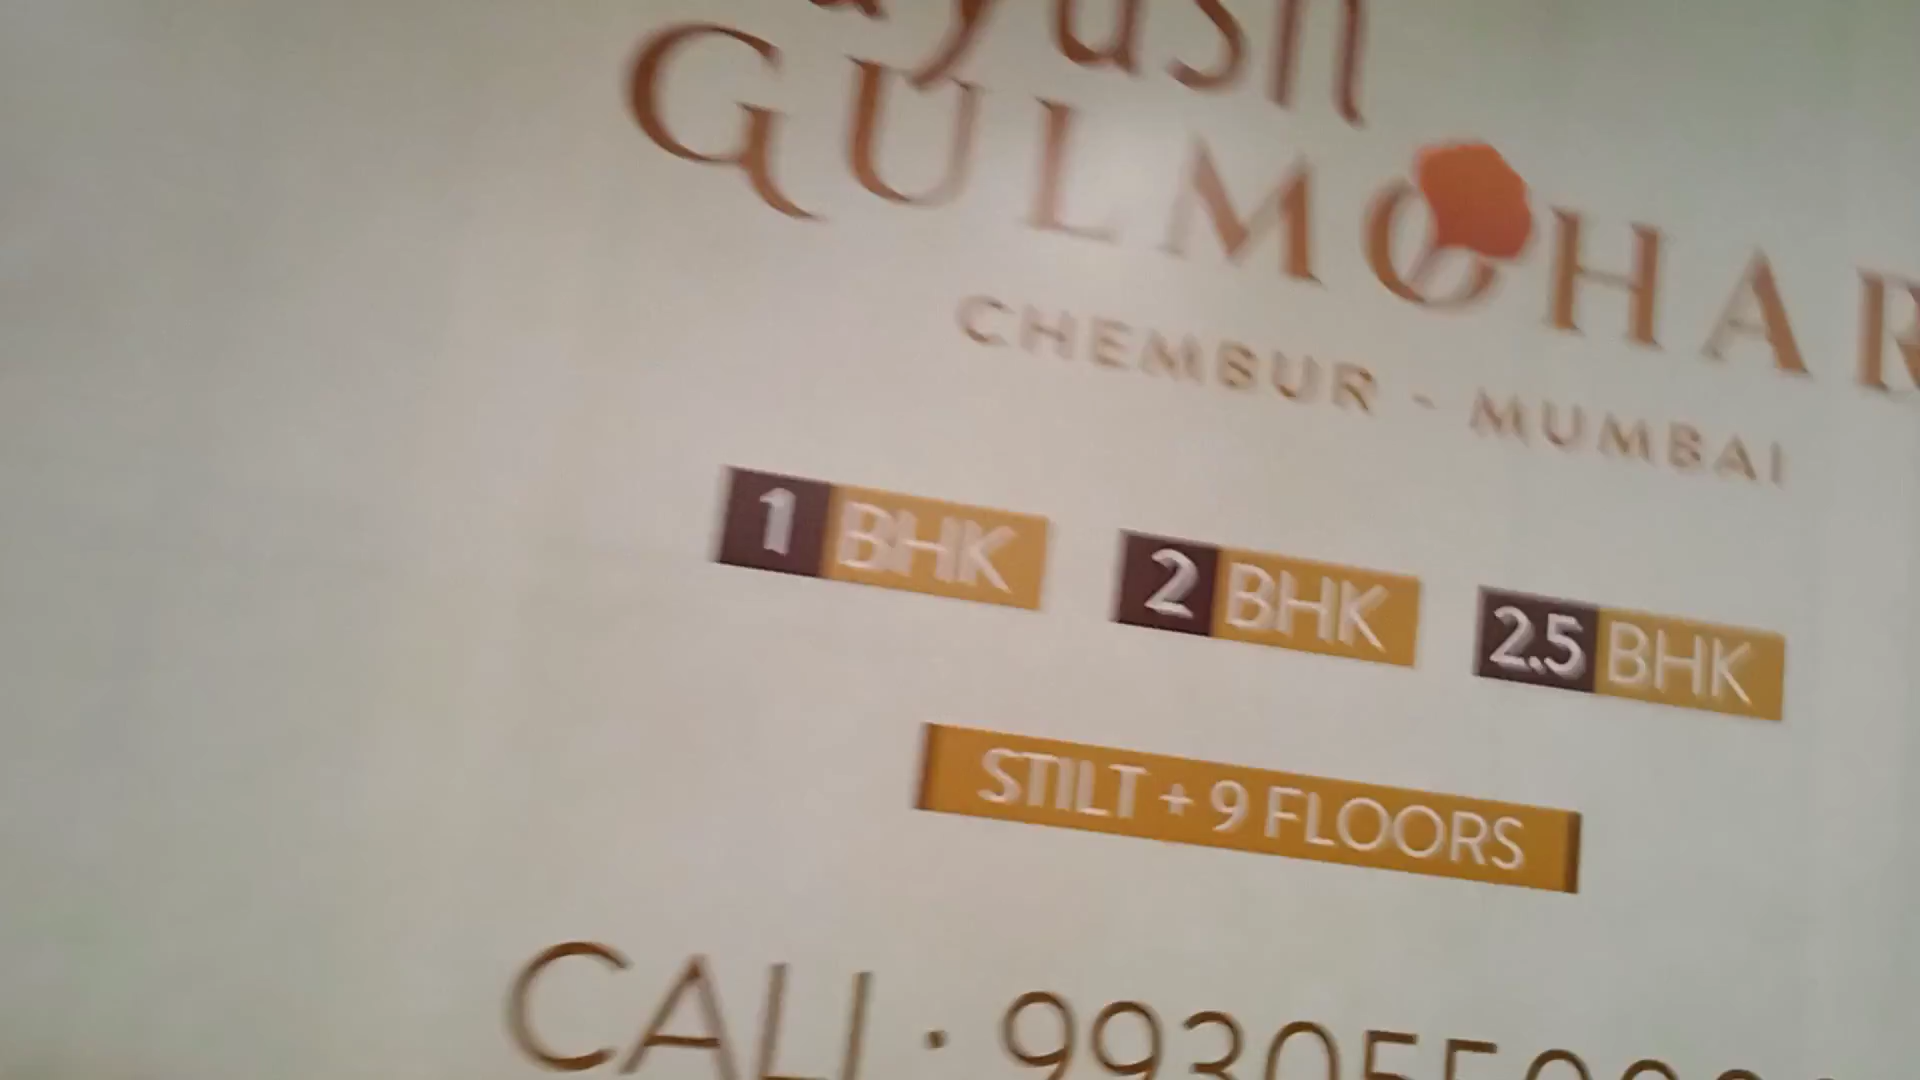 GULMOHAR
CHEMBUR - MUMBAI
1 BHK 2 BHK 2.5 BHK
STILT + 9 FLOORS
CALL :